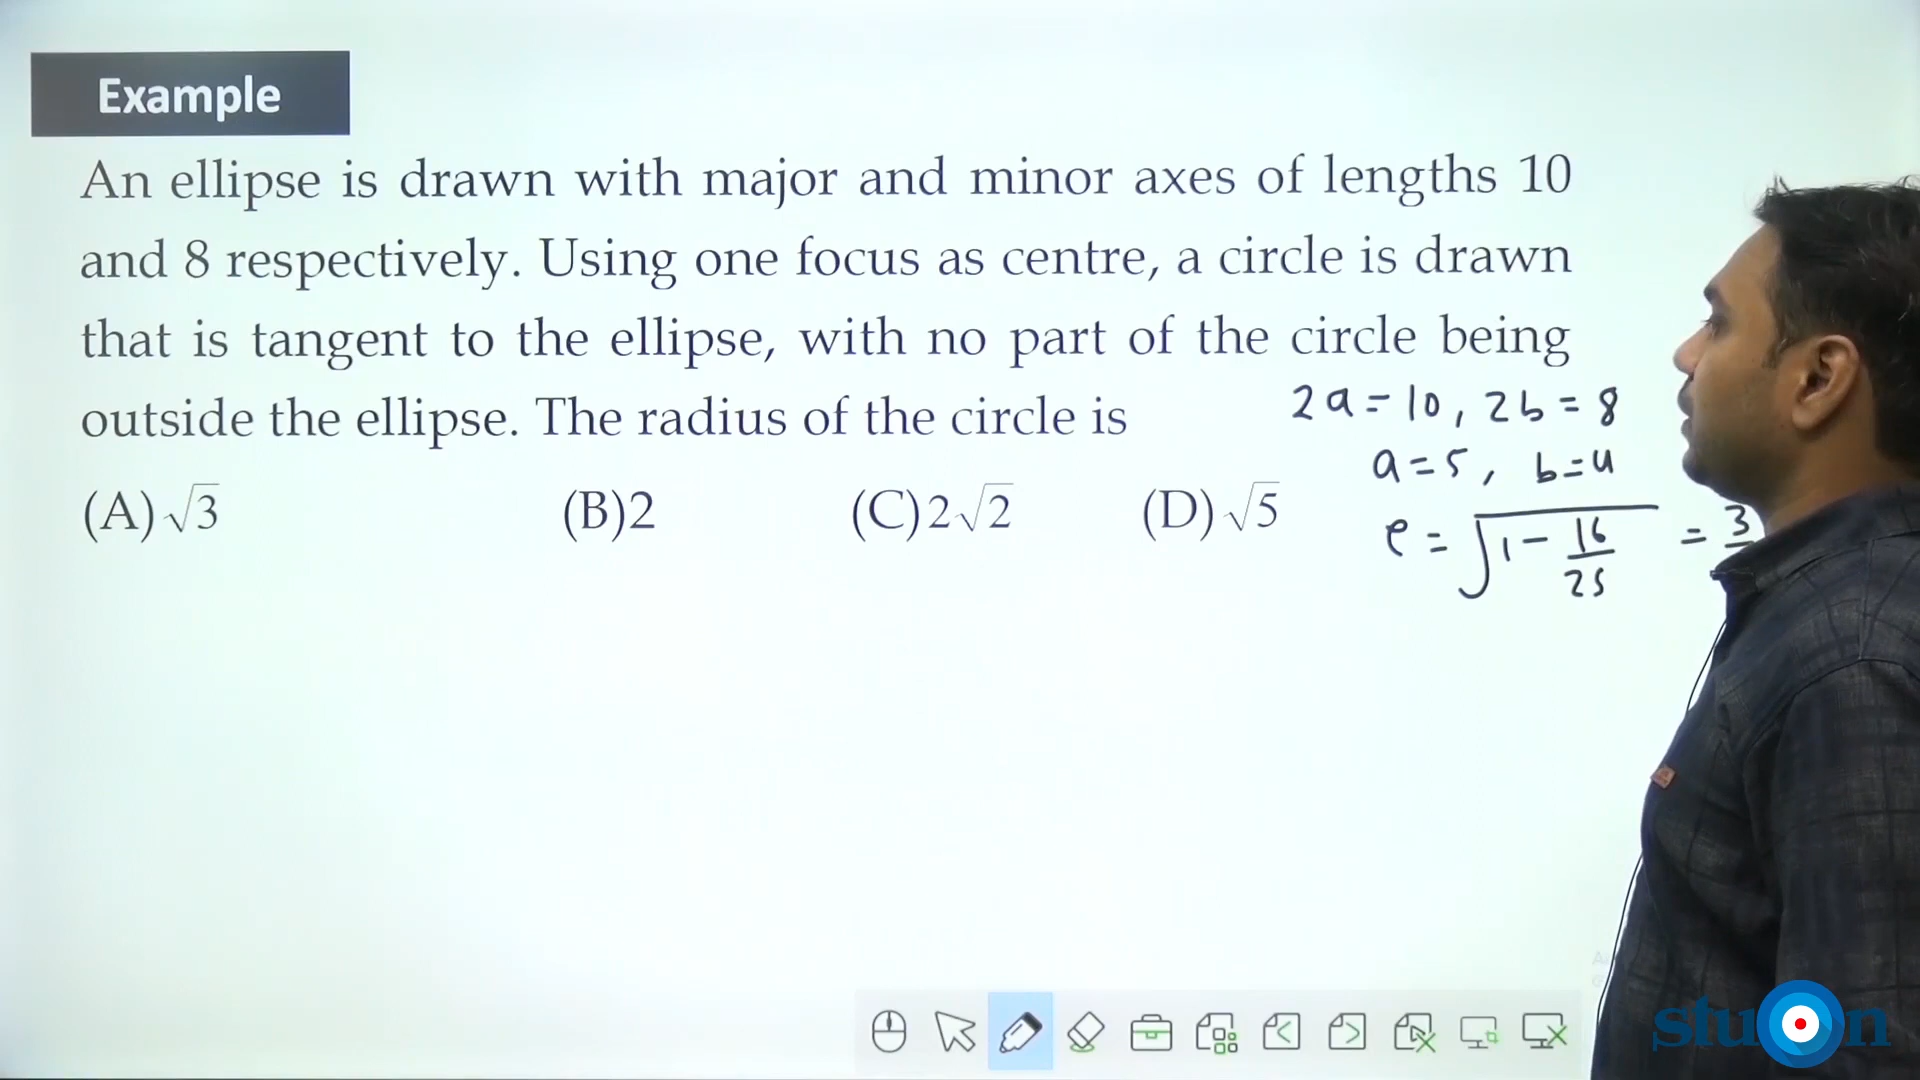 Example
An ellipse is drawn with major and minor axes of lengths 10
and 8 respectively. Using one focus as centre, a circle is drawn
that is tangent to the ellipse, with no part of the circle being
outside the ellipse. The radius of the circle is
(A) √3 (B) 2 (C) 2√2 (D) √5
2a = 10, 2b = 8
a = 5, b = 4
e = √(1 - 16/25) = 3
stuon